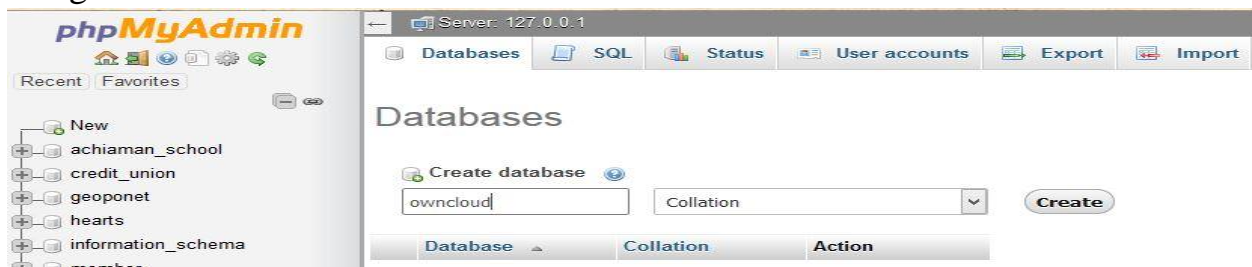 phpMyAdmin
Recent Favorites
New
achiaman_school
credit_union
geoponet
hearts
information_schema
Server: 127.0.0.1
Databases SQL Status User accounts Export Import
Databases
Create database
owncloud Collation Create
Database Collation Action